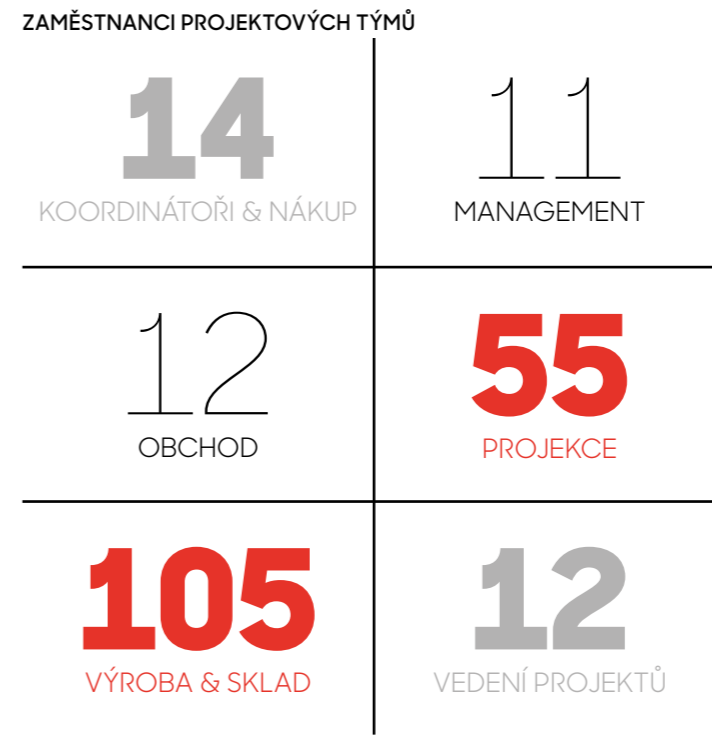 ZAMĚSTNANCI PROJEKTOVÝCH TÝMŮ
14
KOORDINÁTOŘI & NÁKUP
11
MANAGEMENT
12
OBCHOD
55
PROJEKCE
105
VÝROBA & SKLAD
12
VEDENÍ PROJEKTŮ